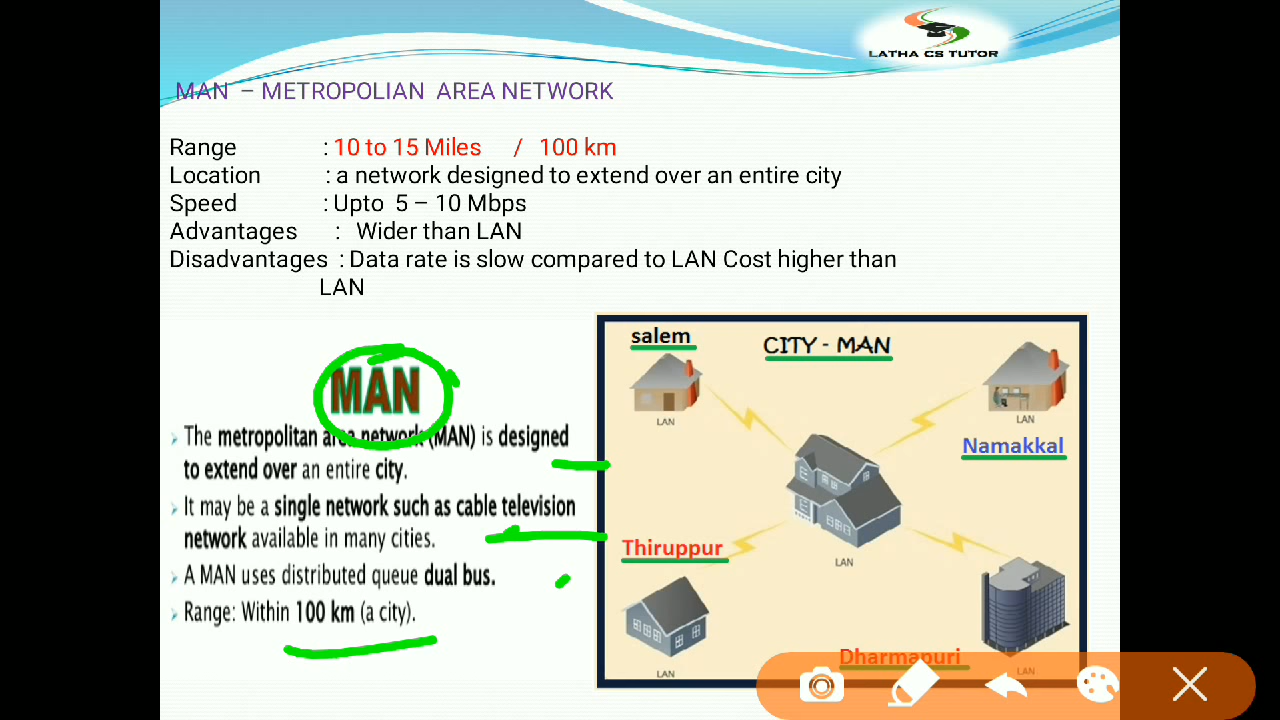 LATHA CS TUTOR
MAN – METROPOLIAN AREA NETWORK
Range : 10 to 15 Miles / 100 km
Location : a network designed to extend over an entire city
Speed : Upto 5 – 10 Mbps
Advantages : Wider than LAN
Disadvantages : Data rate is slow compared to LAN Cost higher than
LAN
MAN
The metropolitan area network (MAN) is designed
to extend over an entire city.
It may be a single network such as cable television
network available in many cities.
A MAN uses distributed queue dual bus.
Range: Within 100 km (a city).
salem
CITY - MAN
LAN
LAN
Namakkal
Thiruppur
LAN
Dharmapuri
LAN
LAN